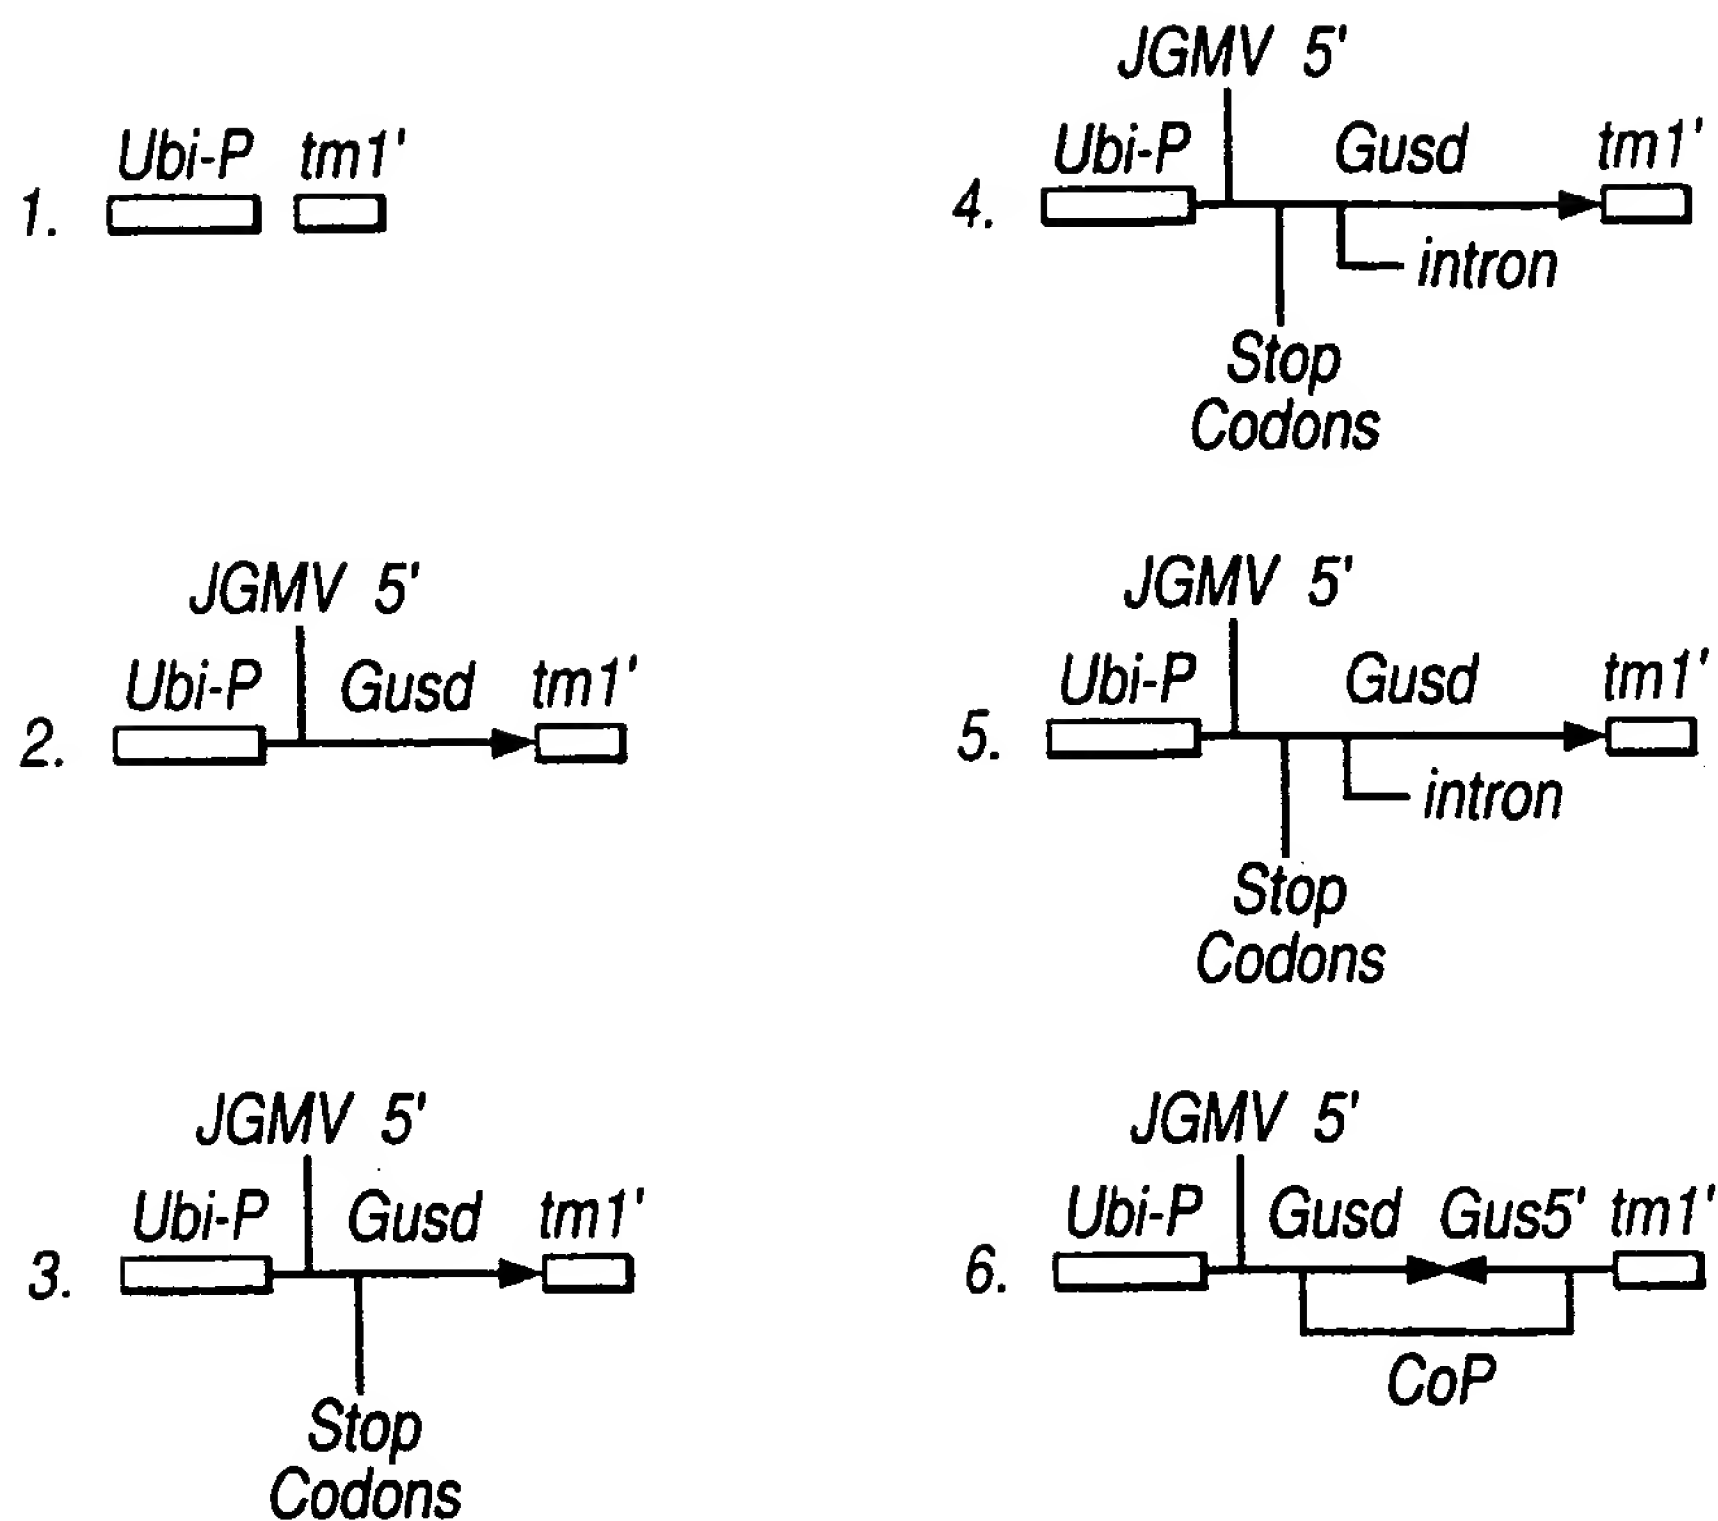 Ubi-P tm1'
1.
JGMV 5'
Ubi-P Gusd tm1'
2.
JGMV 5'
Ubi-P Gusd tm1'
3.
Stop
Codons
JGMV 5'
Ubi-P Gusd tm1'
4.
intron
Stop
Codons
JGMV 5'
Ubi-P Gusd tm1'
5.
intron
Stop
Codons
JGMV 5'
Ubi-P Gusd Gus5' tm1'
6.
CoP